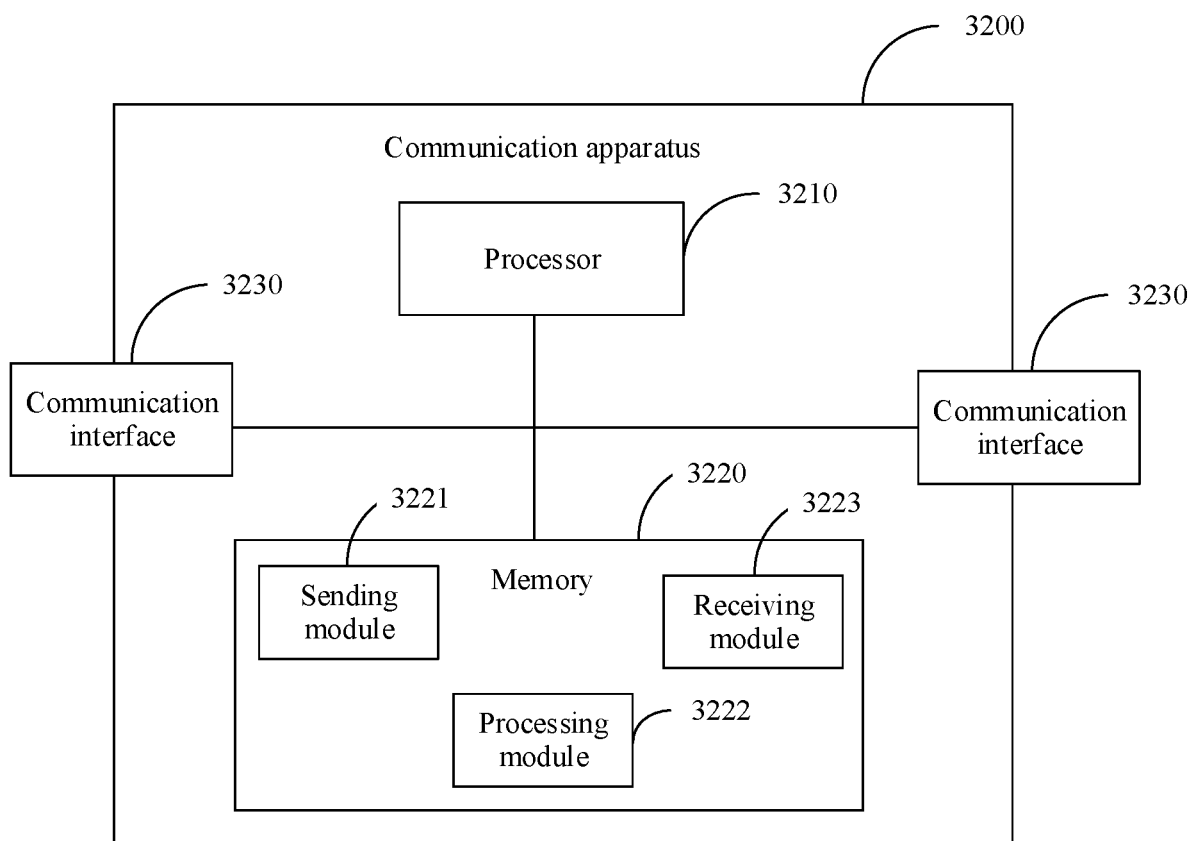 3200
Communication apparatus
3210
Processor
3230
3230
Communication
interface
Communication
interface
3220
3221
3223
Memory
Sending
module
Receiving
module
3222
Processing
module